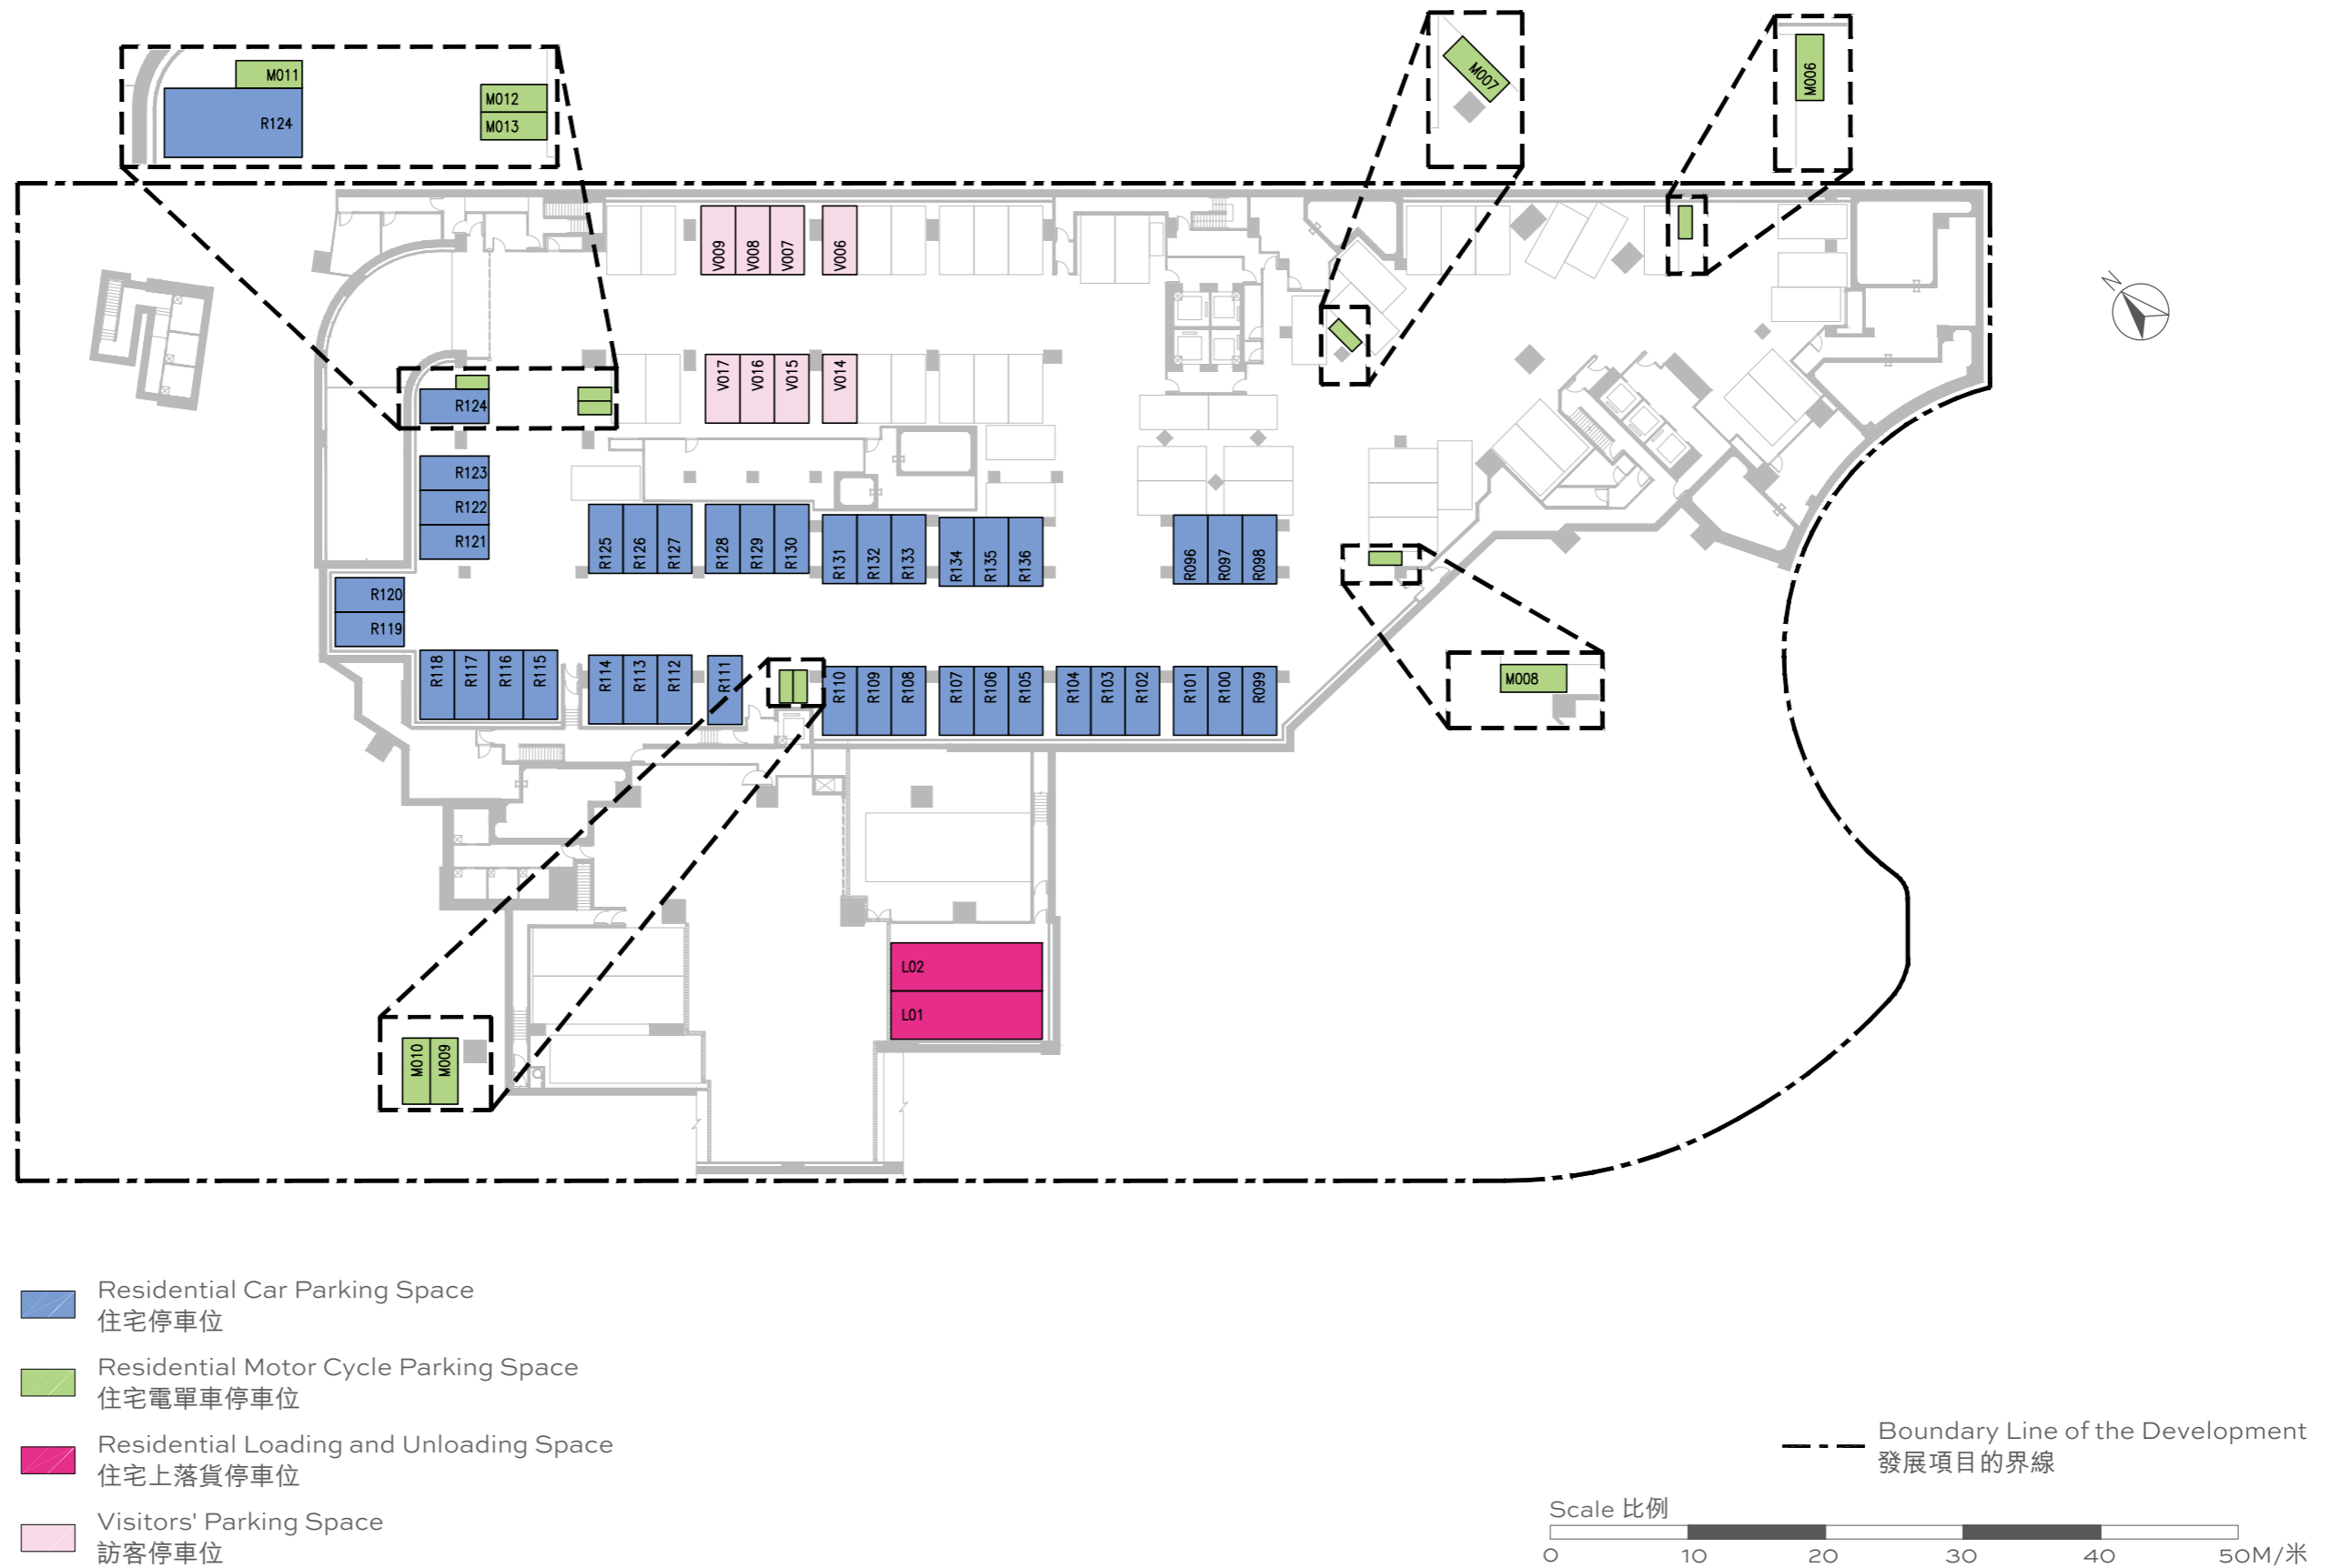 M011
R124
M012
M013
M007
M006
N
V009
V008
V007
V006
V017
V016
V015
V014
R124
R123
R122
R121
R120
R119
R125
R126
R127
R128
R129
R130
R131
R132
R133
R134
R135
R136
R096
R097
R098
R118
R117
R116
R115
R114
R113
R112
R111
R110
R109
R108
R107
R106
R105
R104
R103
R102
R101
R100
R099
M008
L02
L01
M010
M009
Residential Car Parking Space
住宅停車位
Residential Motor Cycle Parking Space
住宅電單車停車位
Residential Loading and Unloading Space
住宅上落貨停車位
Visitors' Parking Space
訪客停車位
Boundary Line of the Development
發展項目的界線
Scale 比例
0 10 20 30 40 50M/米